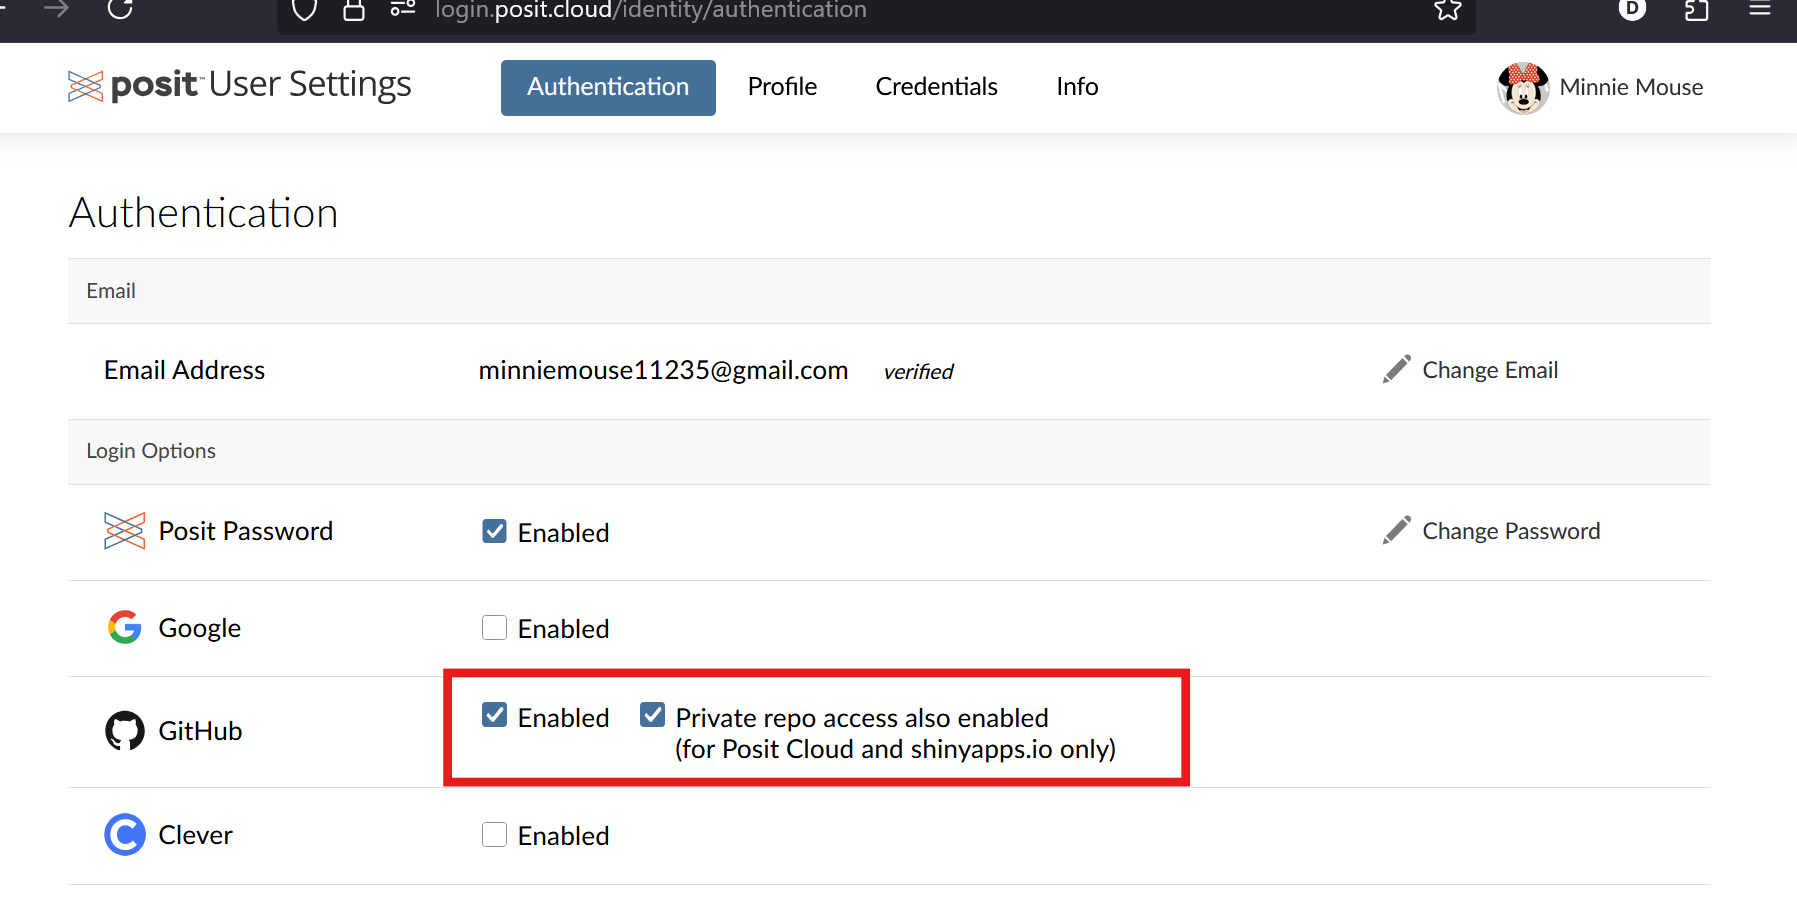 login.posit.cloud/identity/authentication
D
posit™ User Settings
Authentication
Profile
Credentials
Info
Minnie Mouse
Authentication
Email
Email Address
minniemouse11235@gmail.com
verified
Change Email
Login Options
Posit Password
Enabled
Change Password
Google
Enabled
GitHub
Enabled
Private repo access also enabled
(for Posit Cloud and shinyapps.io only)
Clever
Enabled